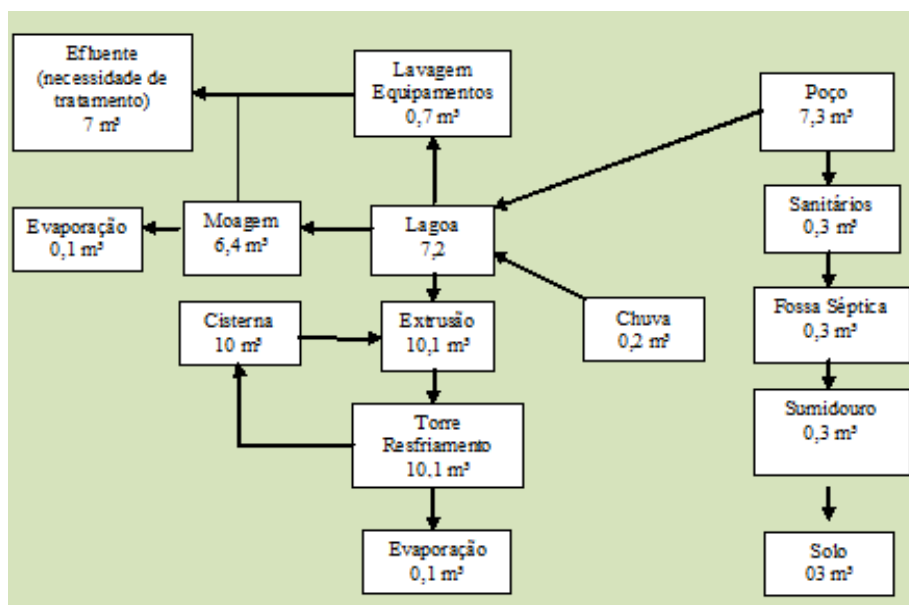 Efluente
(necessidade de
tratamento)
7 m³
Lavagem
Equipamentos
0,7 m³
Poço
7,3 m³
Evaporação
0,1 m³
Moagem
6,4 m³
Lagoa
7,2
Sanitários
0,3 m³
Cisterna
10 m³
Extrusão
10,1 m³
Chuva
0,2 m³
Fossa Séptica
0,3 m³
Torre
Resfriamento
10,1 m³
Sumidouro
0,3 m³
Evaporação
0,1 m³
Solo
03 m³